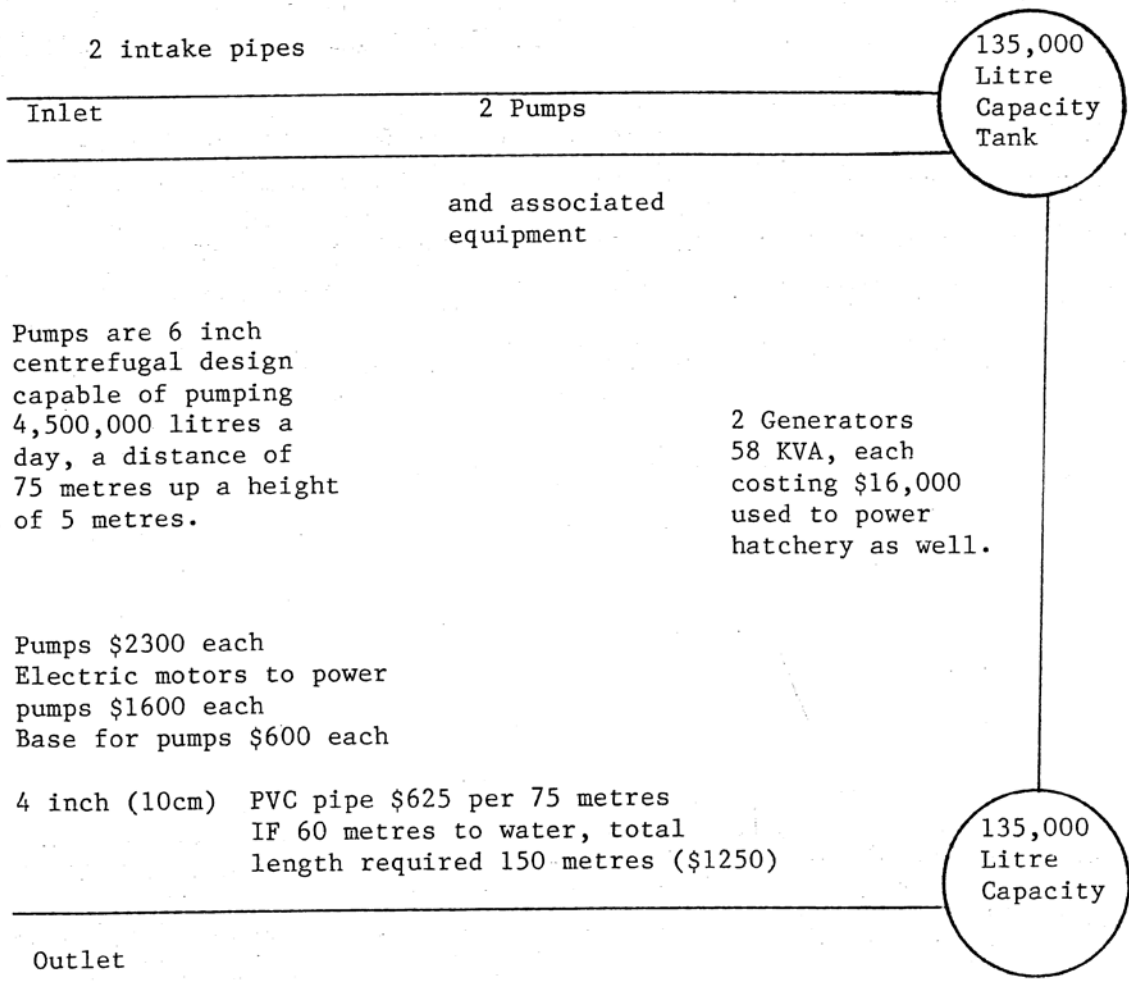 2 intake pipes
135,000
Litre
Capacity
Tank
Inlet
2 Pumps
and associated
equipment
Pumps are 6 inch
centrefugal design
capable of pumping
4,500,000 litres a
day, a distance of
75 metres up a height
of 5 metres.
2 Generators
58 KVA, each
costing $16,000
used to power
hatchery as well.
Pumps $2300 each
Electric motors to power
pumps $1600 each
Base for pumps $600 each
4 inch (10cm) PVC pipe $625 per 75 metres
IF 60 metres to water, total
length required 150 metres ($1250)
135,000
Litre
Capacity
Outlet